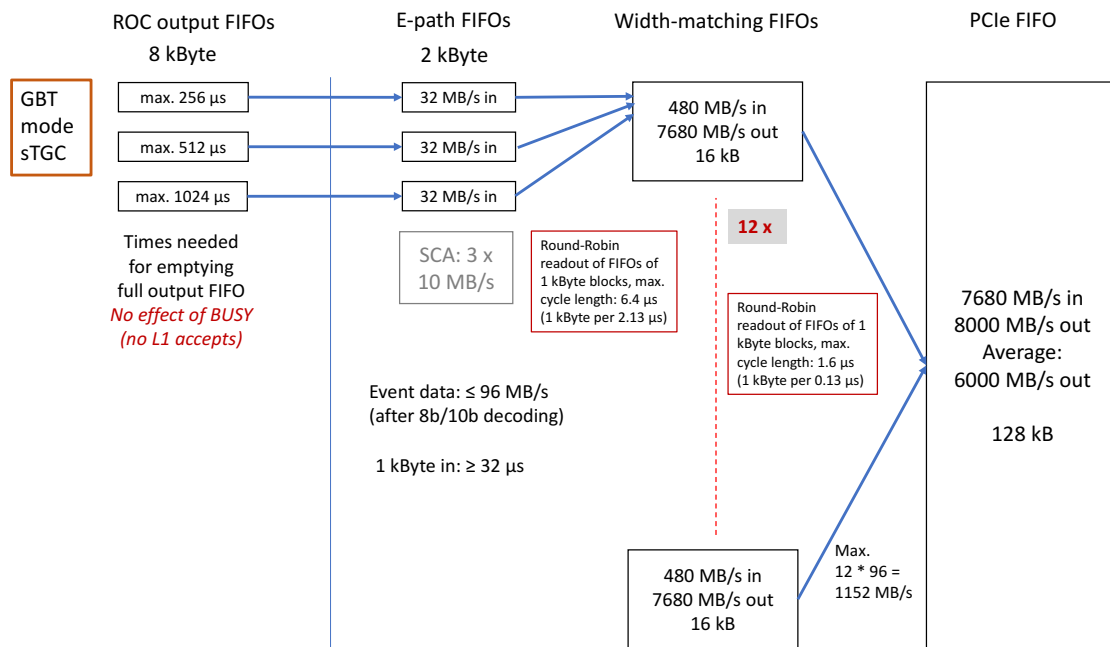 ROC output FIFOs
8 kByte
E-path FIFOs
2 kByte
Width-matching FIFOs
PCIe FIFO
GBT
mode
sTGC
max. 256 µs
max. 512 µs
max. 1024 µs
32 MB/s in
32 MB/s in
32 MB/s in
480 MB/s in
7680 MB/s out
16 kB
Times needed
for emptying
full output FIFO
No effect of BUSY
(no L1 accepts)
SCA: 3 x
10 MB/s
Round-Robin
readout of FIFOs of
1 kByte blocks, max.
cycle length: 6.4 µs
(1 kByte per 2.13 µs)
12 x
Round-Robin
readout of FIFOs of 1
kByte blocks, max.
cycle length: 1.6 µs
(1 kByte per 0.13 µs)
7680 MB/s in
8000 MB/s out
Average:
6000 MB/s out
128 kB
Event data: ≤ 96 MB/s
(after 8b/10b decoding)
1 kByte in: ≥ 32 µs
480 MB/s in
7680 MB/s out
16 kB
Max.
12 * 96 =
1152 MB/s